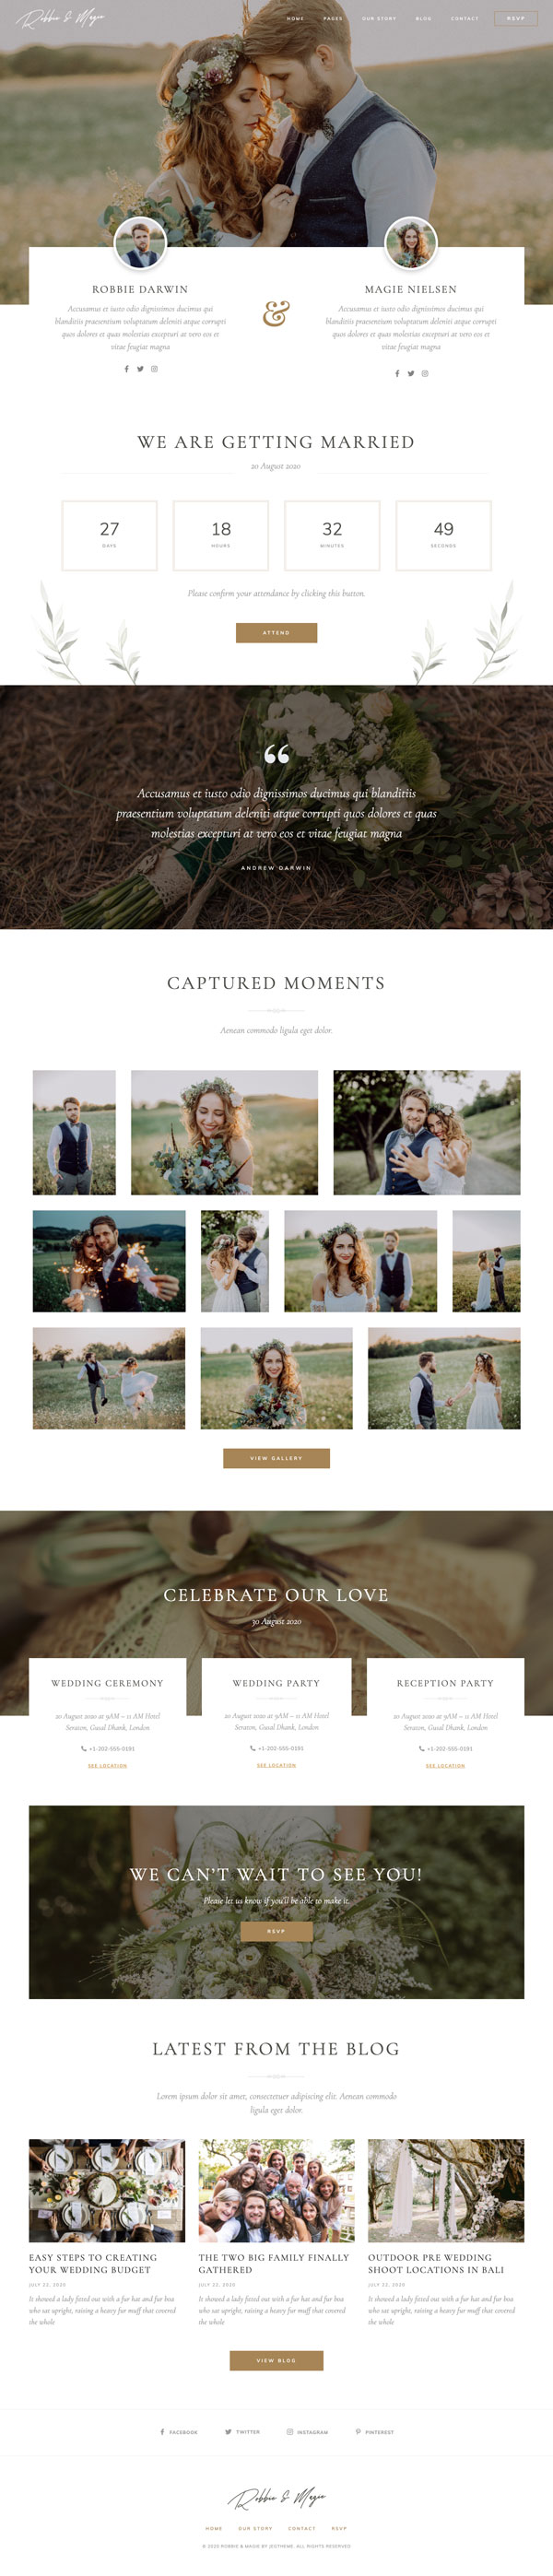 Robbie & Magie
HOME PAGES OUR STORY BLOG CONTACT RSVP
ROBBIE DARWIN
Accusamus et iusto odio dignissimos ducimus qui
blanditiis praesentium voluptatum deleniti atque corrupti
quos dolores et quas molestias excepturi at vero eos et
vitae feugiat magna
&
MAGIE NIELSEN
Accusamus et iusto odio dignissimos ducimus qui
blanditiis praesentium voluptatum deleniti atque corrupti
quos dolores et quas molestias excepturi at vero eos et
vitae feugiat magna
WE ARE GETTING MARRIED
20 August 2020
27 18 32 49
DAYS HOURS MINUTES SECONDS
Please confirm your attendance by clicking this button.
ATTEND
“
Accusamus et iusto odio dignissimos ducimus qui blanditiis
praesentium voluptatum deleniti atque corrupti quos dolores et quas
molestias excepturi at vero eos et vitae feugiat magna
ANDREW DARWIN
CAPTURED MOMENTS
Aenean commodo ligula eget dolor.
VIEW GALLERY
CELEBRATE OUR LOVE
30 August 2020
WEDDING CEREMONY
20 August 2020 at 9AM – 11 AM Hotel
Seraton, Gusal Dhank, London
+1-202-555-0191
SEE LOCATION
WEDDING PARTY
20 August 2020 at 9AM – 11 AM Hotel
Seraton, Gusal Dhank, London
+1-202-555-0191
SEE LOCATION
RECEPTION PARTY
20 August 2020 at 9AM – 11 AM Hotel
Seraton, Gusal Dhank, London
+1-202-555-0191
SEE LOCATION
WE CAN'T WAIT TO SEE YOU!
Please let us know if you'll be able to make it.
RSVP
LATEST FROM THE BLOG
Lorem ipsum dolor sit amet, consectetuer adipiscing elit. Aenean commodo
ligula eget dolor.
EASY STEPS TO CREATING
YOUR WEDDING BUDGET
JULY 22, 2020
It showed a lady fitted out with a fur hat and fur boa
who sat upright, raising a heavy fur muff that covered
the whole
THE TWO BIG FAMILY FINALLY
GATHERED
JULY 22, 2020
It showed a lady fitted out with a fur hat and fur boa
who sat upright, raising a heavy fur muff that covered
the whole
OUTDOOR PRE WEDDING
SHOOT LOCATIONS IN BALI
JULY 22, 2020
It showed a lady fitted out with a fur hat and fur boa
who sat upright, raising a heavy fur muff that covered
the whole
VIEW BLOG
FACEBOOK TWITTER INSTAGRAM PINTEREST
Robbie & Magie
HOME OUR STORY CONTACT RSVP
© 2020 ROBBIE & MAGIE BY JEGTHEME. ALL RIGHTS RESERVED